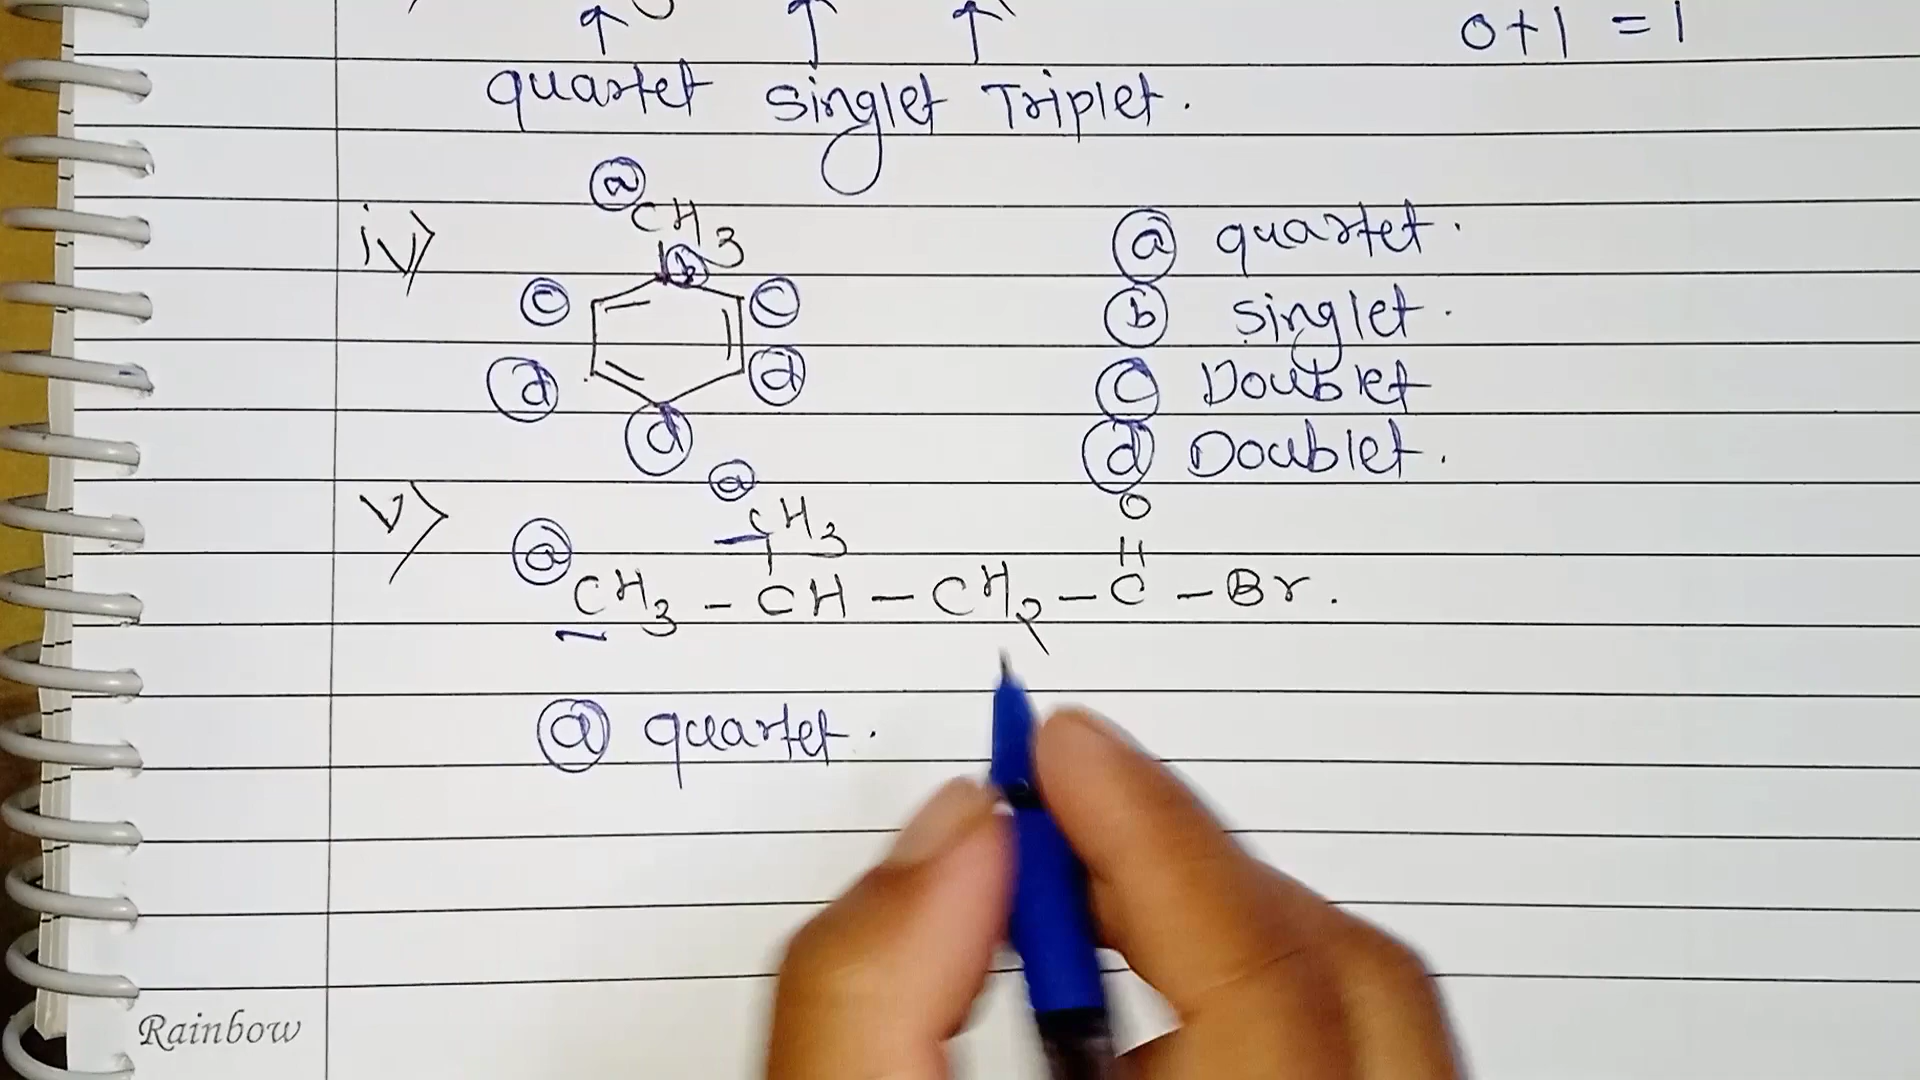 0+1 = 1
quartet singlet Triplet.
iv)
ⓐ
CH3
ⓑ
ⓒ ⓒ
ⓓ ⓓ
ⓓ
ⓐ quartet.
ⓑ singlet.
ⓒ Doublet
ⓓ Doublet.
v)
ⓐ
CH3
O
ⓐ
CH3 - CH - CH2 - C - Br.
ⓐ quartet.
Rainbow